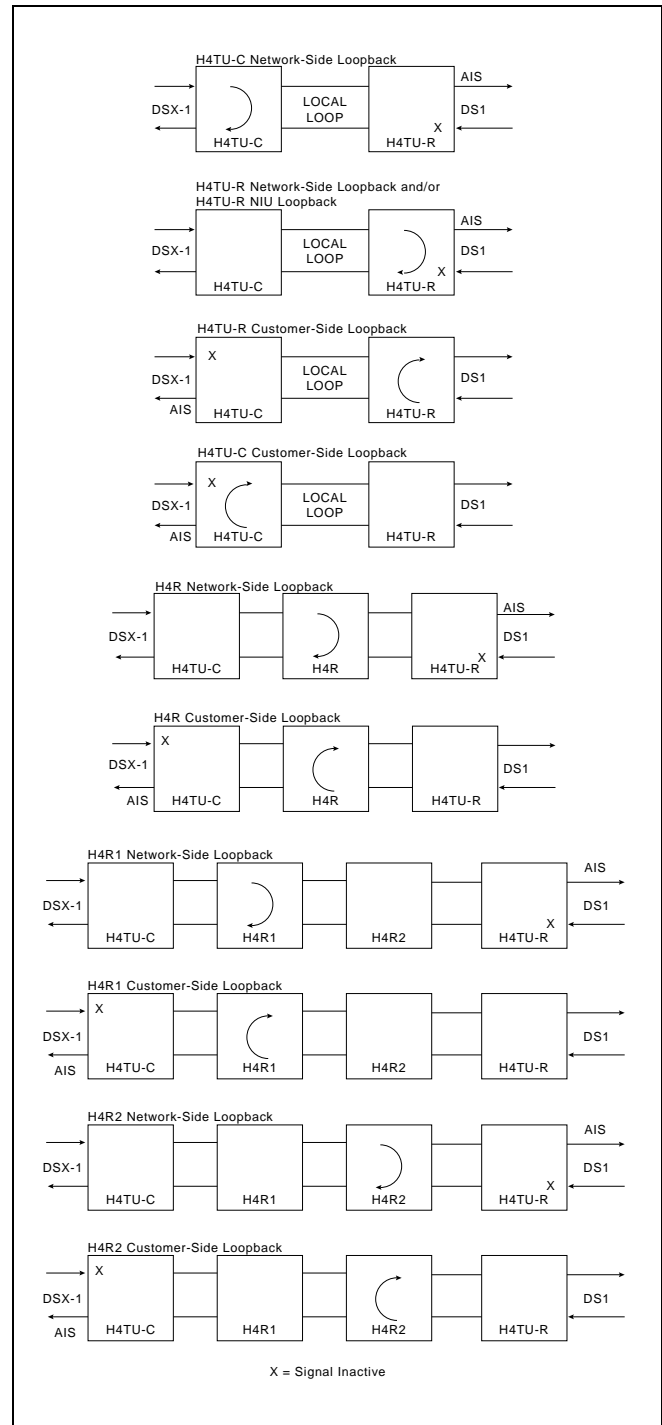 H4TU-C Network-Side Loopback
AIS
DSX-1
LOCAL
LOOP
DS1
X
H4TU-C
H4TU-R
H4TU-R Network-Side Loopback and/or
H4TU-R NIU Loopback
AIS
DSX-1
LOCAL
LOOP
DS1
X
H4TU-C
H4TU-R
H4TU-R Customer-Side Loopback
X
DSX-1
LOCAL
LOOP
DS1
AIS
H4TU-C
H4TU-R
H4TU-C Customer-Side Loopback
X
DSX-1
LOCAL
LOOP
DS1
AIS
H4TU-C
H4TU-R
H4R Network-Side Loopback
AIS
DSX-1
DS1
X
H4TU-C
H4R
H4TU-R
H4R Customer-Side Loopback
X
DSX-1
DS1
AIS
H4TU-C
H4R
H4TU-R
H4R1 Network-Side Loopback
AIS
DSX-1
DS1
X
H4TU-C
H4R1
H4R2
H4TU-R
H4R1 Customer-Side Loopback
X
DSX-1
DS1
AIS
H4TU-C
H4R1
H4R2
H4TU-R
H4R2 Network-Side Loopback
AIS
DSX-1
DS1
X
H4TU-C
H4R1
H4R2
H4TU-R
H4R2 Customer-Side Loopback
X
DSX-1
DS1
AIS
H4TU-C
H4R1
H4R2
H4TU-R
X = Signal Inactive